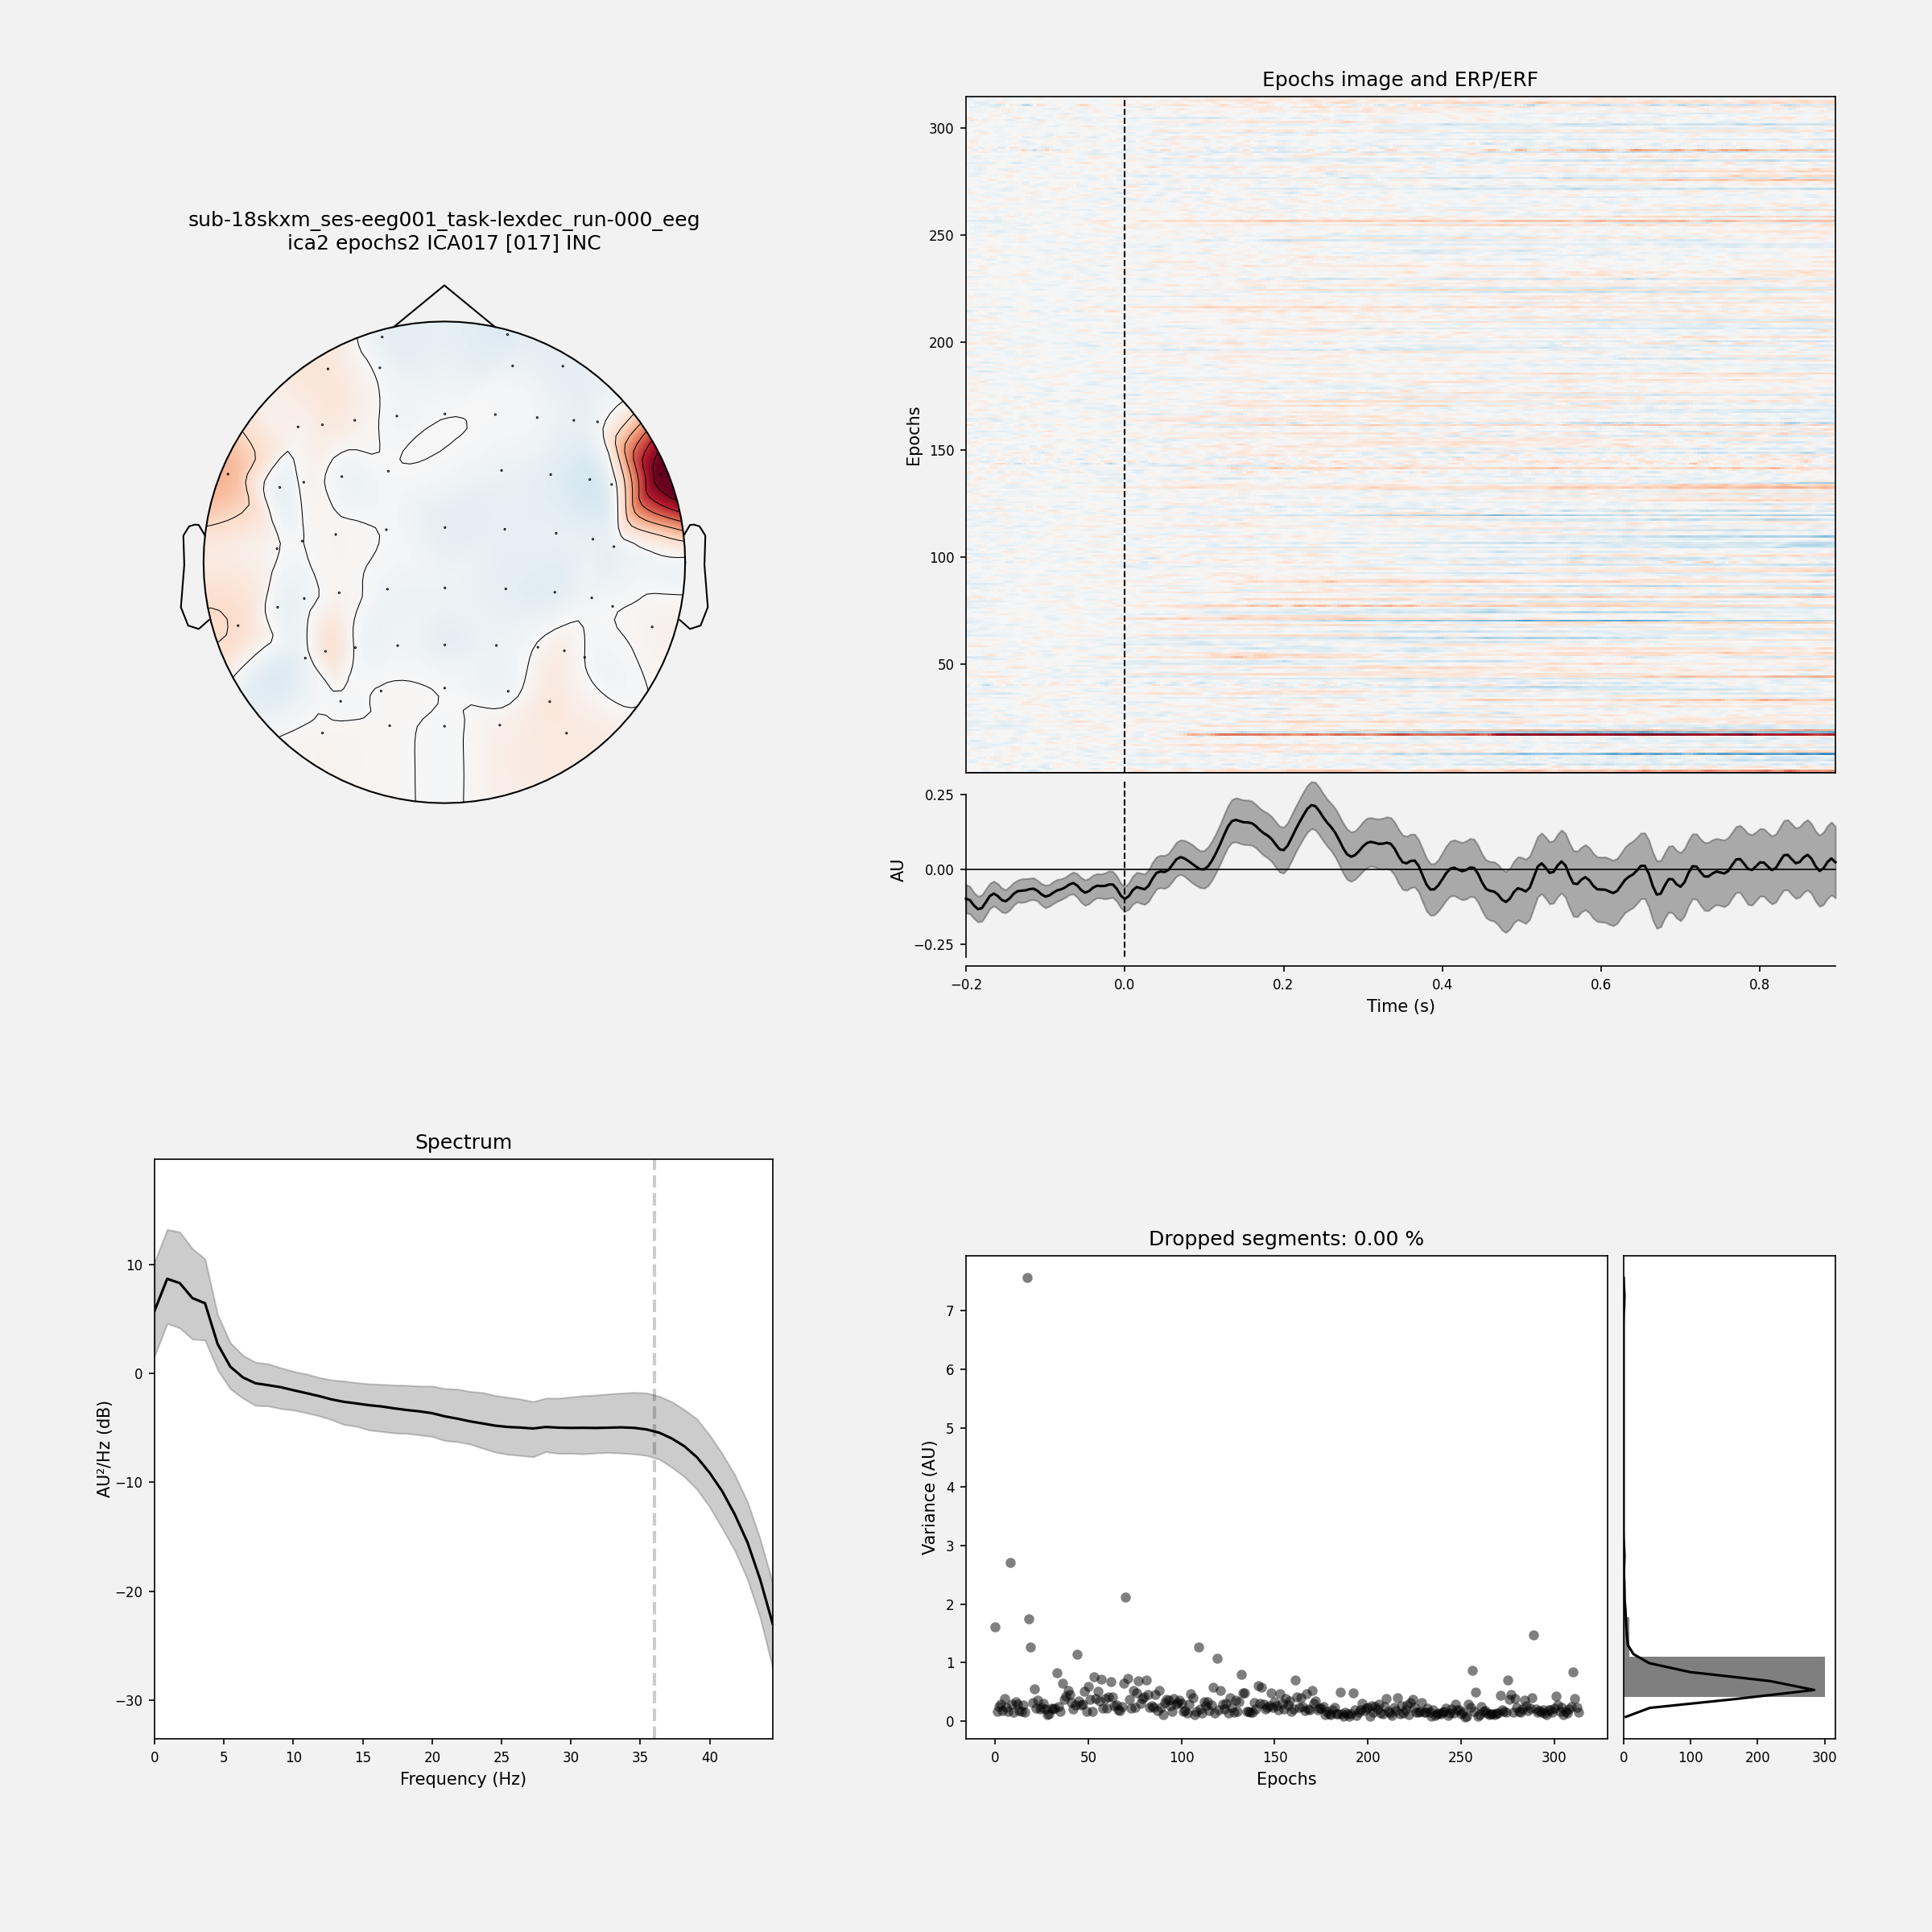 sub-18skxm_ses-eeg001_task-lexdec_run-000_eeg
ica2 epochs2 ICA017 [017] INC
Epochs image and ERP/ERF
Epochs
300
250
200
150
100
50
AU
0.25
0.00
−0.25
−0.2 0.0 0.2 0.4 0.6 0.8
Time (s)
Spectrum
AU²/Hz (dB)
10
0
−10
−20
−30
0 5 10 15 20 25 30 35 40
Frequency (Hz)
Dropped segments: 0.00 %
Variance (AU)
7
6
5
4
3
2
1
0
0 50 100 150 200 250 300
Epochs
0 100 200 300